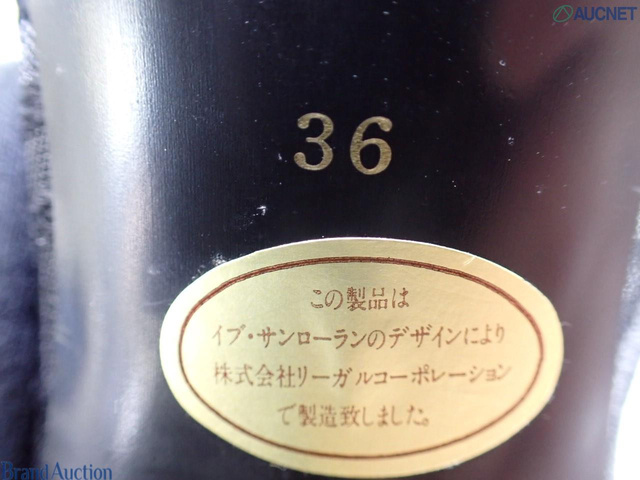 AUCNET
36
この製品は
イブ・サンローランのデザインにより
株式会社リーガルコーポレーション
で製造致しました。
Brand Auction